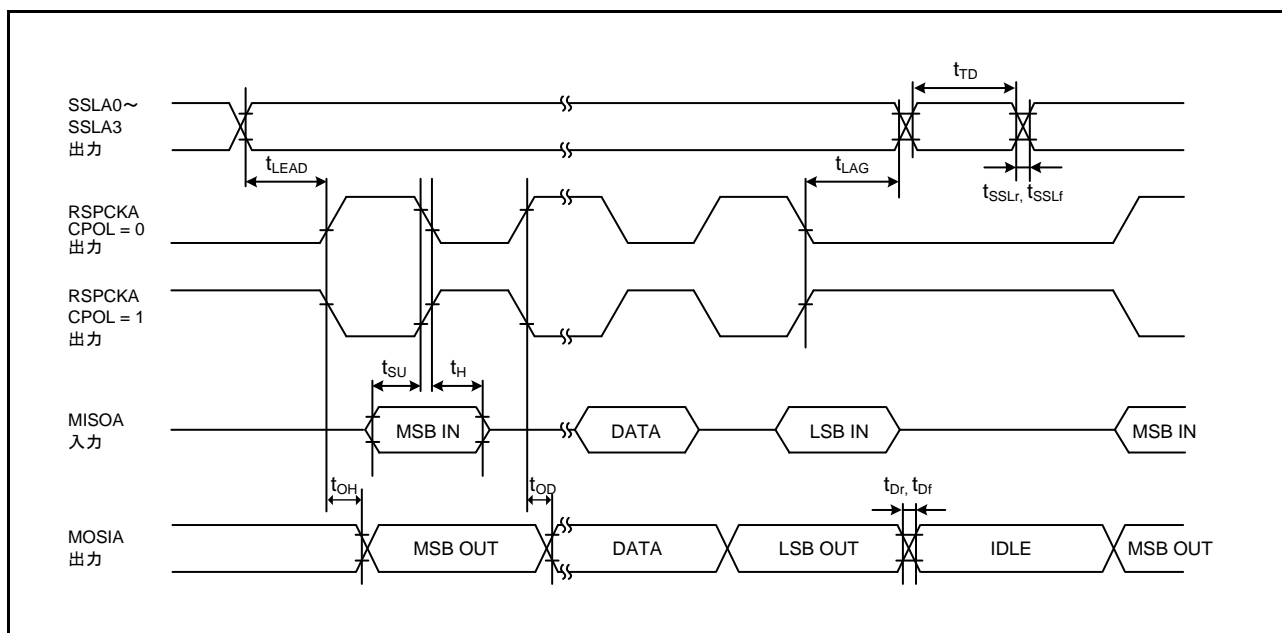 tTD
SSLA0~
SSLA3
出力
tLEAD
tLAG
tSSLr, tSSLf
RSPCKA
CPOL = 0
出力
RSPCKA
CPOL = 1
出力
tSU
tH
MISOA
入力
MSB IN
DATA
LSB IN
MSB IN
tOH
tOD
tDr, tDf
MOSIA
出力
MSB OUT
DATA
LSB OUT
IDLE
MSB OUT